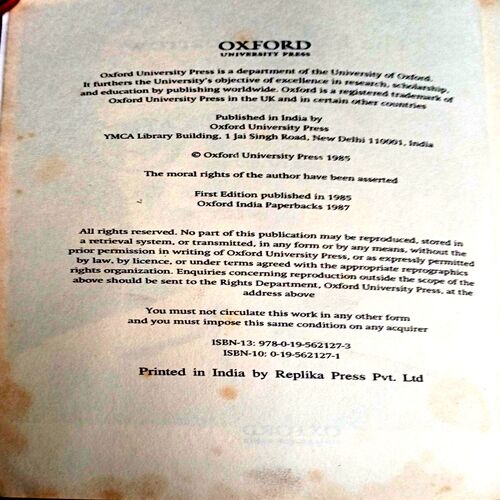 OXFORD
UNIVERSITY PRESS
Oxford University Press is a department of the University of Oxford.
It furthers the University's objective of excellence in research, scholarship,
and education by publishing worldwide. Oxford is a registered trademark of
Oxford University Press in the UK and in certain other countries
Published in India by
Oxford University Press
YMCA Library Building, 1 Jai Singh Road, New Delhi 110001, India
© Oxford University Press 1985
The moral rights of the author have been asserted
First Edition published in 1985
Oxford India Paperbacks 1987
All rights reserved. No part of this publication may be reproduced, stored in
a retrieval system, or transmitted, in any form or by any means, without the
prior permission in writing of Oxford University Press, or as expressly permitted
by law, by licence, or under terms agreed with the appropriate reprographics
rights organization. Enquiries concerning reproduction outside the scope of the
above should be sent to the Rights Department, Oxford University Press, at the
address above
You must not circulate this work in any other form
and you must impose this same condition on any acquirer
ISBN-13: 978-0-19-562127-3
ISBN-10: 0-19-562127-1
Printed in India by Replika Press Pvt. Ltd